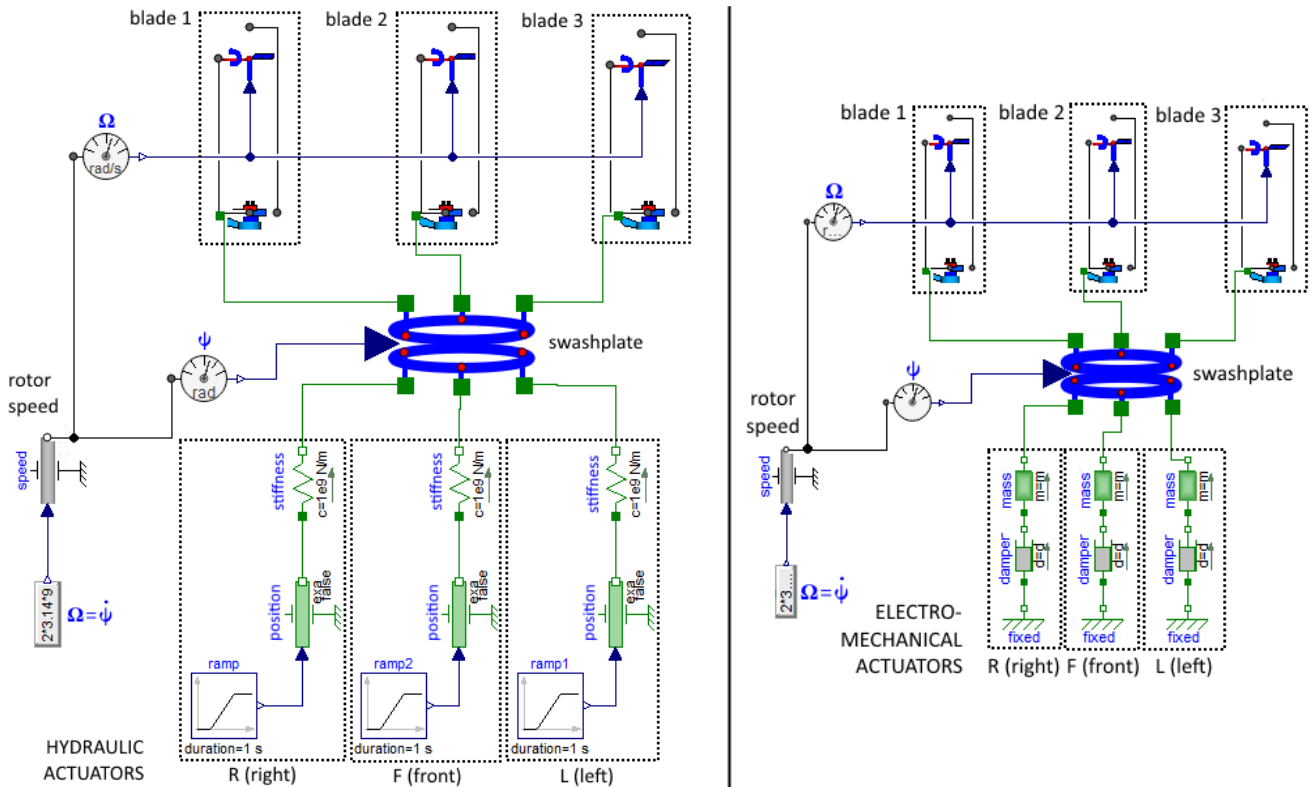 blade 1
blade 2
blade 3
Ω
rad/s
ψ
rad
swashplate
rotor
speed
speed
2*3.14*9
Ω=ψ̇
stiffness
c=1e9 N/m
stiffness
c=1e9 N/m
stiffness
c=1e9 N/m
position
exa
false
position
exa
false
position
exa
false
ramp
duration=1 s
ramp2
duration=1 s
ramp1
duration=1 s
HYDRAULIC
ACTUATORS
R (right)
F (front)
L (left)
blade 1
blade 2
blade 3
Ω
r...
ψ
swashplate
rotor
speed
speed
2*3...
Ω=ψ̇
mass
m=m
mass
m=m
mass
m=m
damper
d=d
damper
d=d
damper
d=d
fixed
fixed
fixed
ELECTRO-
MECHANICAL
ACTUATORS
R (right)
F (front)
L (left)